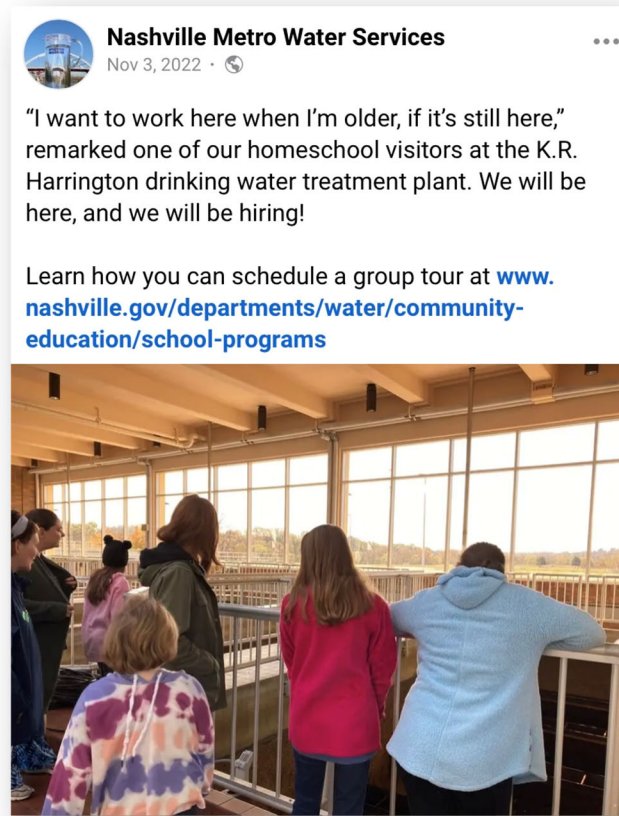 Nashville Metro Water Services
Nov 3, 2022 ·
“I want to work here when I’m older, if it’s still here,”
remarked one of our homeschool visitors at the K.R.
Harrington drinking water treatment plant. We will be
here, and we will be hiring!
Learn how you can schedule a group tour at www.
nashville.gov/departments/water/community-
education/school-programs